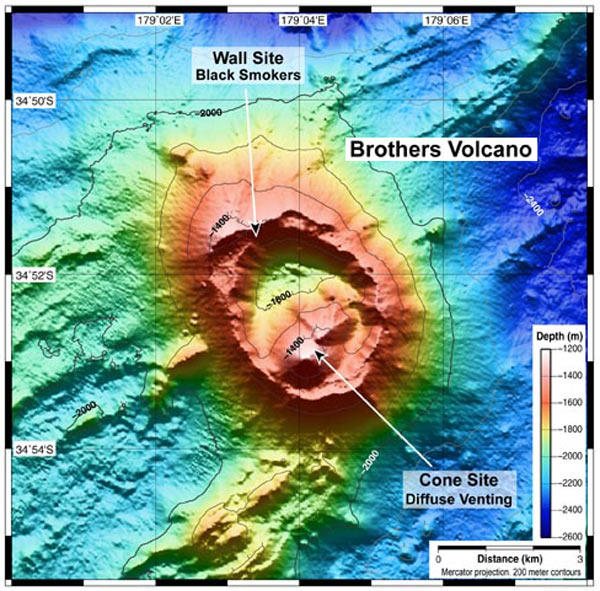 179°02'E
179°04'E
179°06'E
Wall Site
Black Smokers
34°50'S
-2000
Brothers Volcano
-2400
-1400
34°52'S
-1800
-1400
-2000
34°54'S
-2000
Cone Site
Diffuse Venting
Depth (m)
-1200
-1400
-1600
-1800
-2000
-2200
-2400
-2600
0
3
Distance (km)
Mercator projection. 200 meter contours